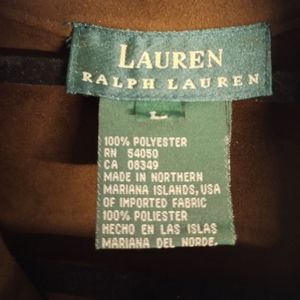 LAUREN
RALPH LAUREN
L
100% POLYESTER
RN 54050
CA 08349
MADE IN NORTHERN
MARIANA ISLANDS, USA
OF IMPORTED FABRIC
100% POLIESTER
HECHO EN LAS ISLAS
MARIANA DEL NORDE.